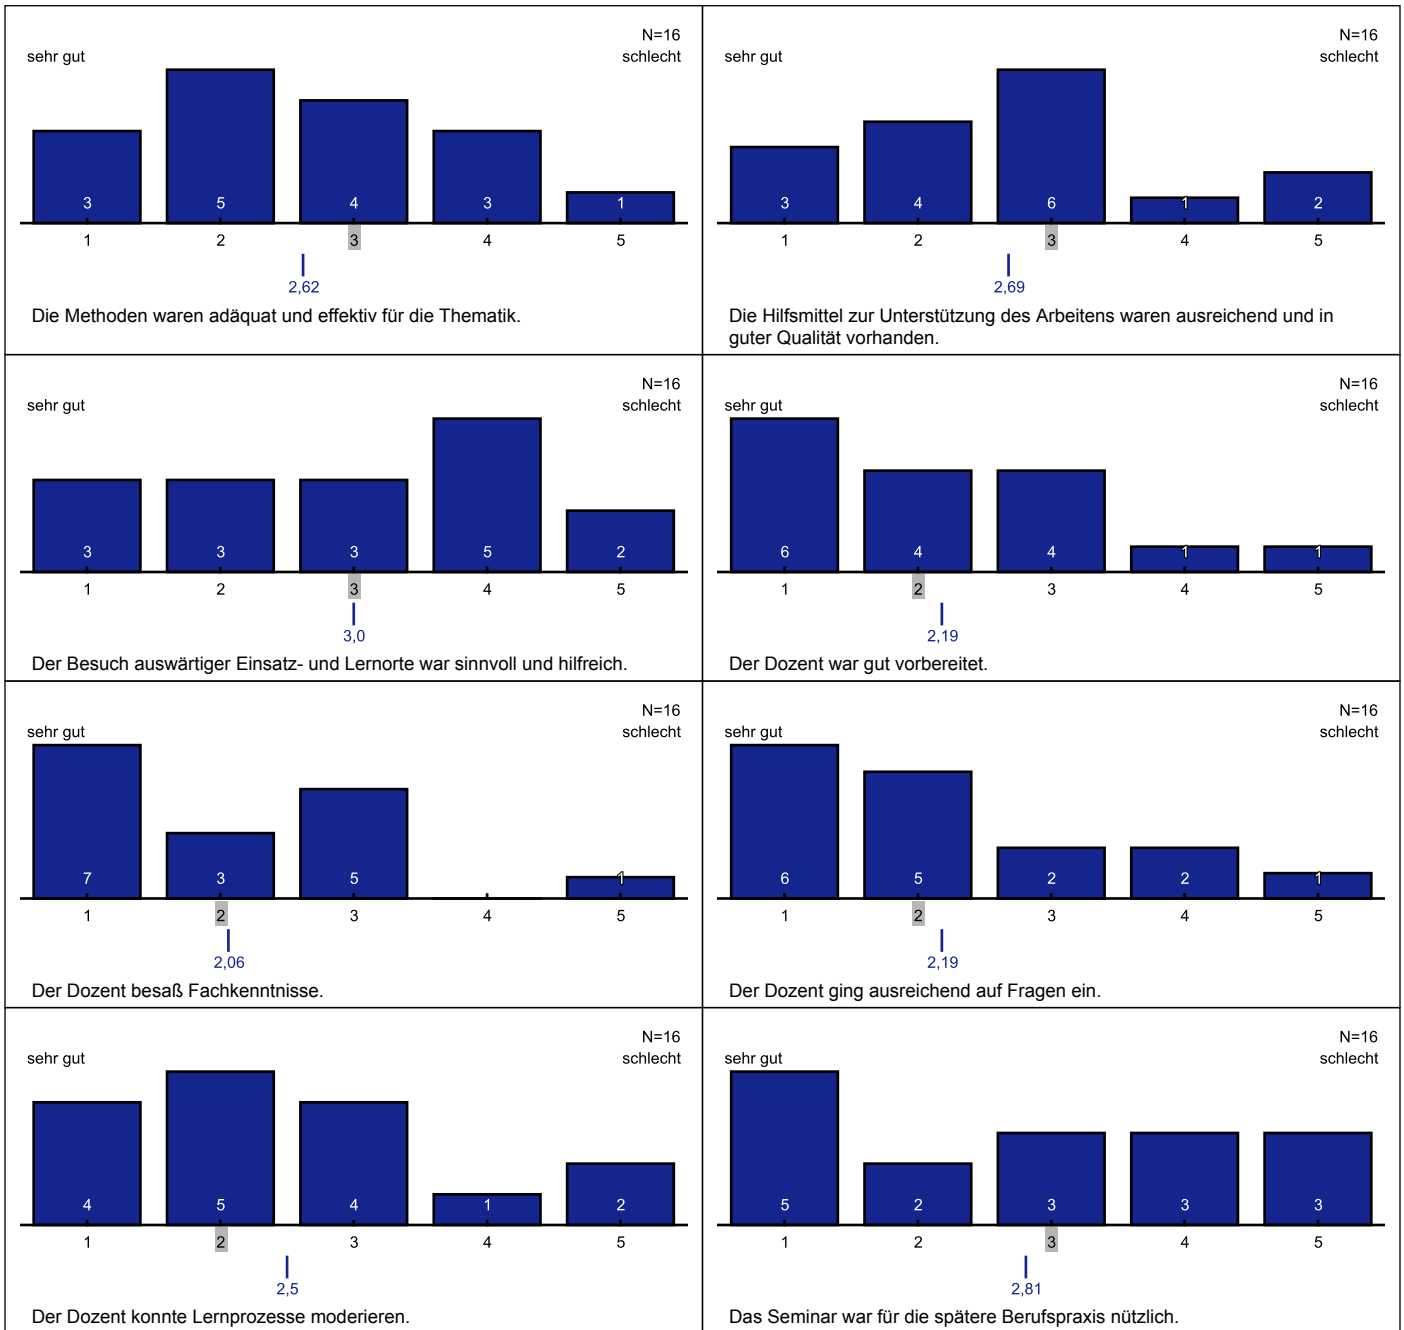 N=16
sehr gut schlecht
3 5 4 3 1
1 2 3 4 5
2,62
Die Methoden waren adäquat und effektiv für die Thematik.
N=16
sehr gut schlecht
3 4 6 1 2
1 2 3 4 5
2,69
Die Hilfsmittel zur Unterstützung des Arbeitens waren ausreichend und in
guter Qualität vorhanden.
N=16
sehr gut schlecht
3 3 3 5 2
1 2 3 4 5
3,0
Der Besuch auswärtiger Einsatz- und Lernorte war sinnvoll und hilfreich.
N=16
sehr gut schlecht
6 4 4 1 1
1 2 3 4 5
2,19
Der Dozent war gut vorbereitet.
N=16
sehr gut schlecht
7 3 5 1
1 2 3 4 5
2,06
Der Dozent besaß Fachkenntnisse.
N=16
sehr gut schlecht
6 5 2 2 1
1 2 3 4 5
2,19
Der Dozent ging ausreichend auf Fragen ein.
N=16
sehr gut schlecht
4 5 4 1 2
1 2 3 4 5
2,5
Der Dozent konnte Lernprozesse moderieren.
N=16
sehr gut schlecht
5 2 3 3 3
1 2 3 4 5
2,81
Das Seminar war für die spätere Berufspraxis nützlich.